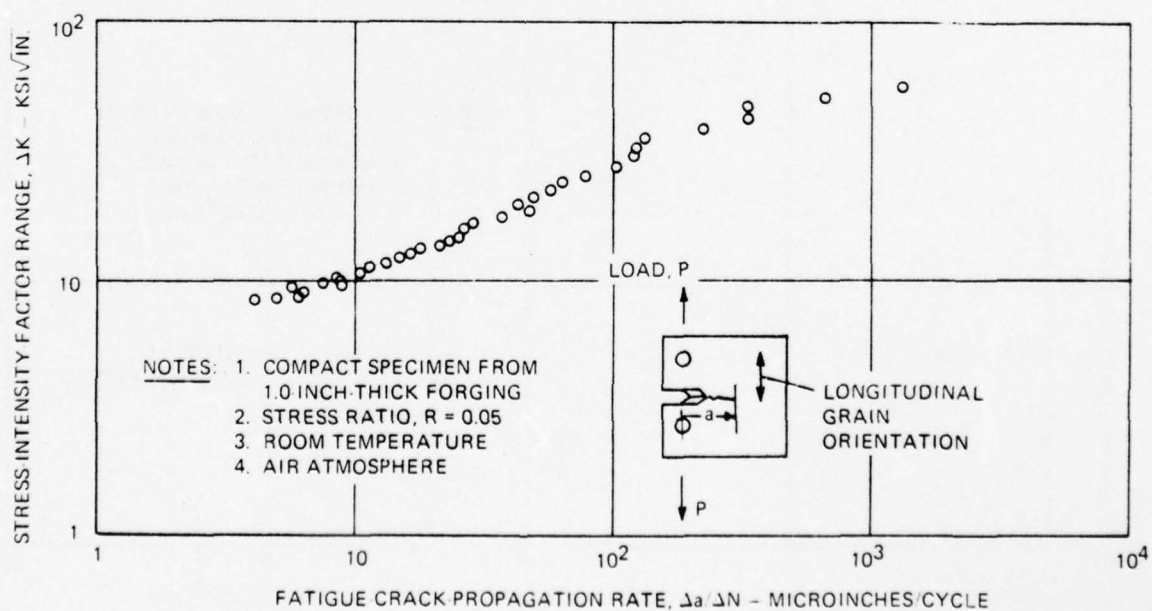 10²
10
1
STRESS-INTENSITY-FACTOR RANGE, ΔK – KSI√IN.
LOAD, P
NOTES: 1. COMPACT SPECIMEN FROM
1.0-INCH-THICK FORGING
2. STRESS RATIO, R = 0.05
3. ROOM TEMPERATURE
4. AIR ATMOSPHERE
a
LONGITUDINAL
GRAIN
ORIENTATION
P
1 10 10² 10³ 10⁴
FATIGUE-CRACK-PROPAGATION RATE, Δa/ΔN – MICROINCHES/CYCLE